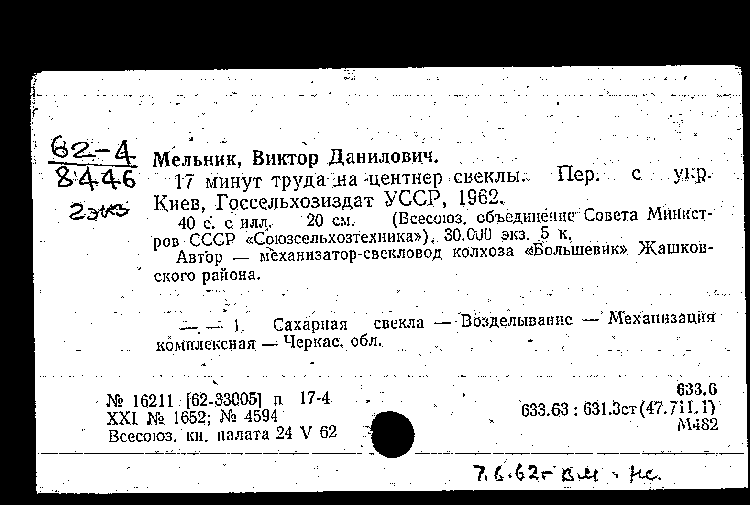 62-4
8446
2 экз
Мельник, Виктор Данилович.
17 минут труда на центнер свеклы. Пер. с укр.
Киев, Госсельхозиздат УССР, 1962.
40 с. с илл. 20 см. (Всесоюз. объединение Совета Минист-
ров СССР «Союзсельхозтехника»). 30.000 экз. 5 к.
Автор — механизатор-свекловод колхоза «Большевик» Жашков-
ского района.
— — 1. Сахарная свекла — Возделывание — Механизация
комплексная — Черкас. обл.
633.6
№ 16211 [62-33005] п 17-4
633.63 : 631.3ст(47.711.1)
XXI № 1652; № 4594
М482
Всесоюз. кн. палата 24 V 62
7.6.62-